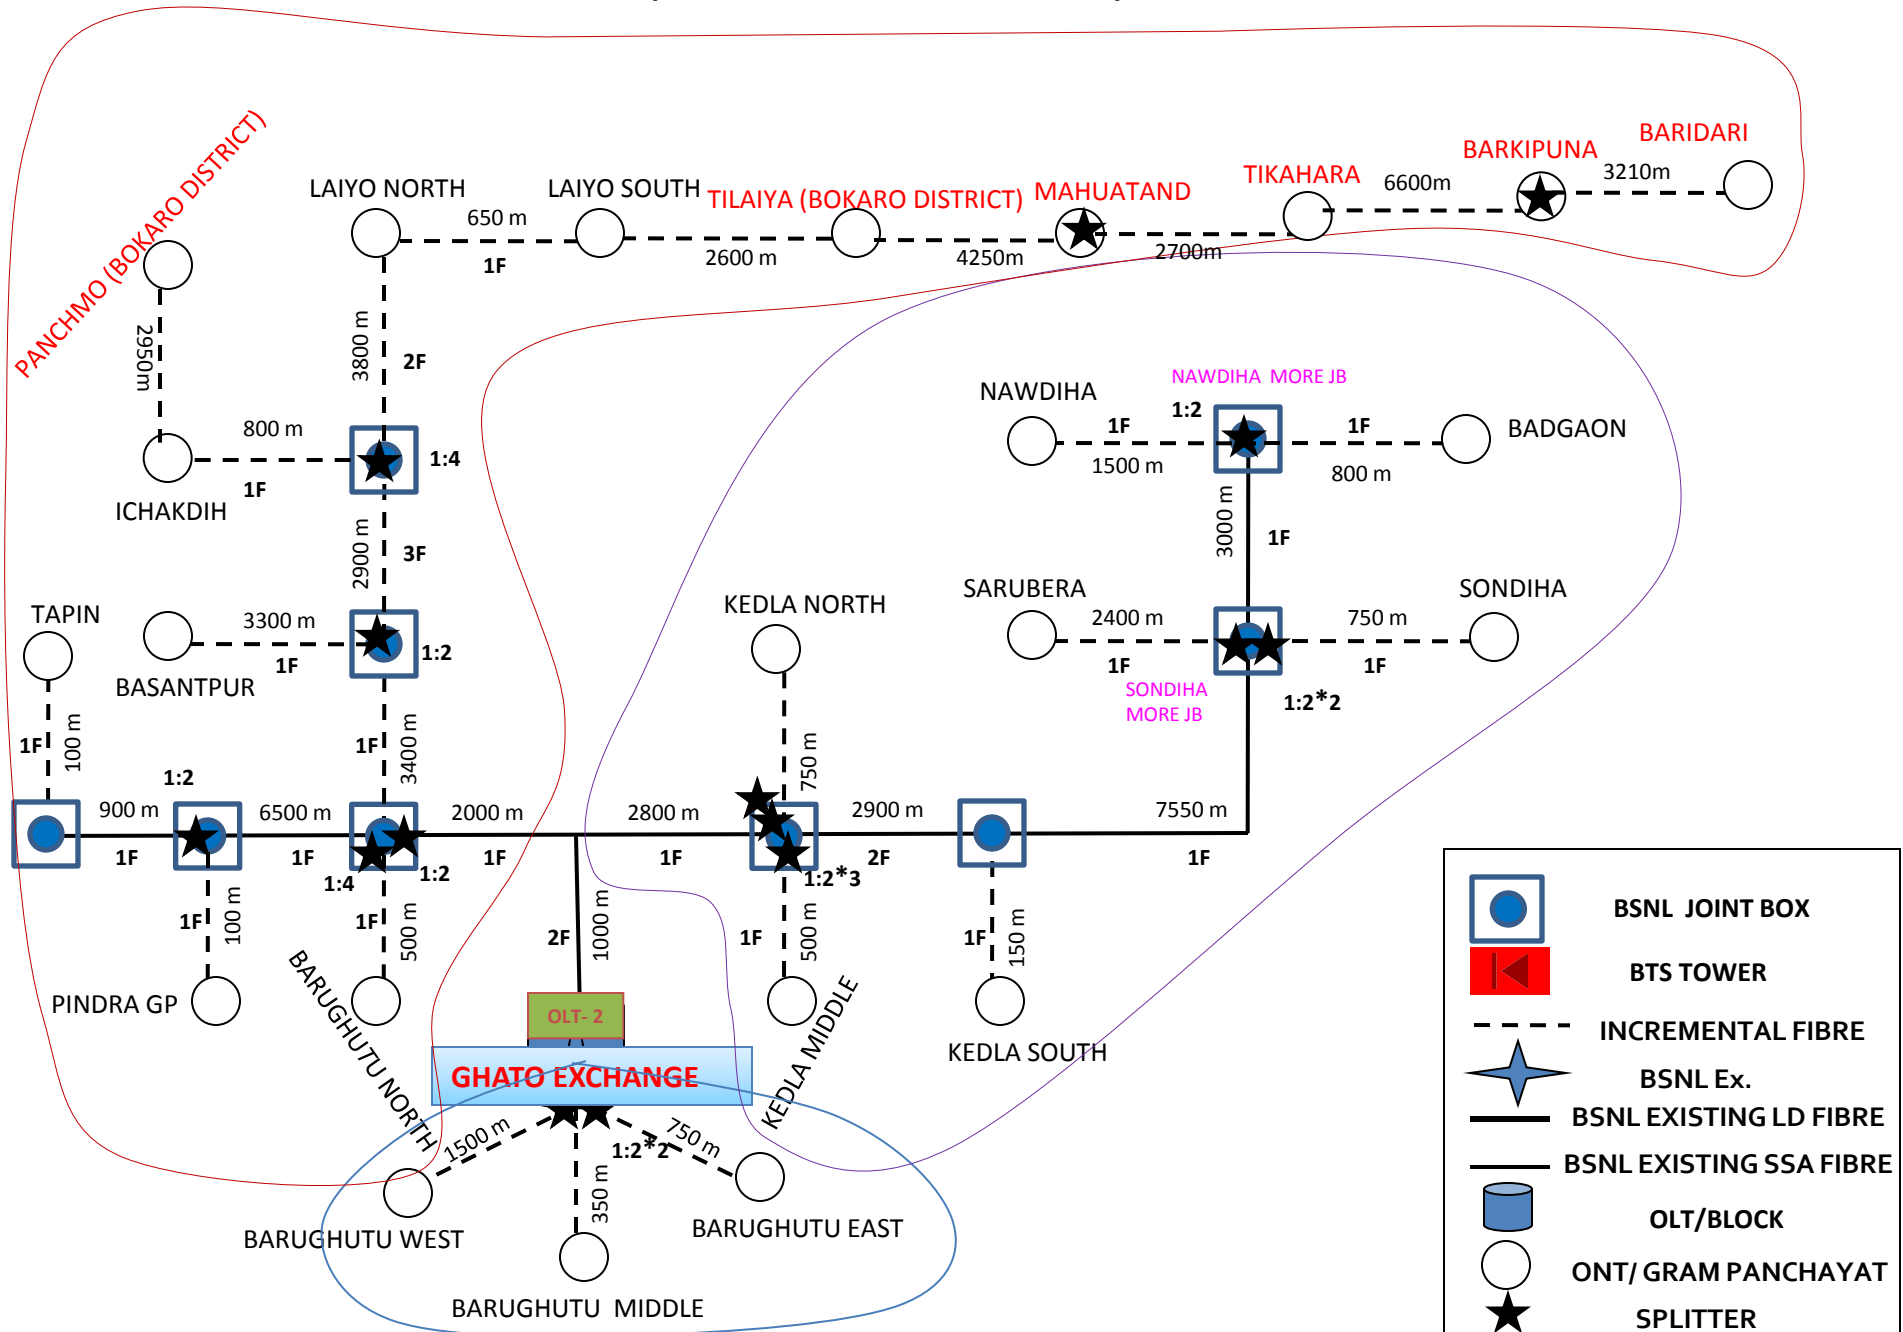 BARIDARI
BARKIPUNA
3210m
6600m
TIKAHARA
PANCHMO (BOKARO DISTRICT)
LAIYO NORTH
LAIYO SOUTH
TILAIYA (BOKARO DISTRICT)
MAHUATAND
650 m
1F
2600 m
4250m
2700m
2950m
3800 m
2F
NAWDIHA MORE JB
NAWDIHA
1:2
1F
1500 m
1F
800 m
BADGAON
800 m
1F
1:4
ICHAKDIH
2900 m
3F
3000 m
1F
TAPIN
3300 m
1F
1:2
BASANTPUR
KEDLA NORTH
SARUBERA
2400 m
1F
750 m
1F
SONDIHA
SONDIHA
MORE JB
1:2*2
1F
100 m
1F
3400 m
750 m
1:2
900 m
1F
6500 m
1F
2000 m
1F
2800 m
1F
2900 m
2F
7550 m
1F
1:4
1:2
1:2*3
1F
100 m
1F
500 m
2F
1000 m
1F
500 m
1F
150 m
PINDRA GP
BARUGHUTU NORTH
KEDLA MIDDLE
KEDLA SOUTH
OLT- 2
GHATO EXCHANGE
1500 m
1:2*2
750 m
350 m
BARUGHUTU WEST
BARUGHUTU EAST
BARUGHUTU MIDDLE
BSNL JOINT BOX
BTS TOWER
INCREMENTAL FIBRE
BSNL Ex.
BSNL EXISTING LD FIBRE
BSNL EXISTING SSA FIBRE
OLT/BLOCK
ONT/ GRAM PANCHAYAT
SPLITTER